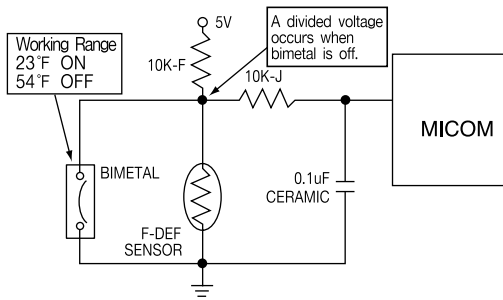 Working Range
23°F ON
54°F OFF
5V
10K-F
A divided voltage
occurs when
bimetal is off.
10K-J
MICOM
BIMETAL
F-DEF
SENSOR
0.1uF
CERAMIC